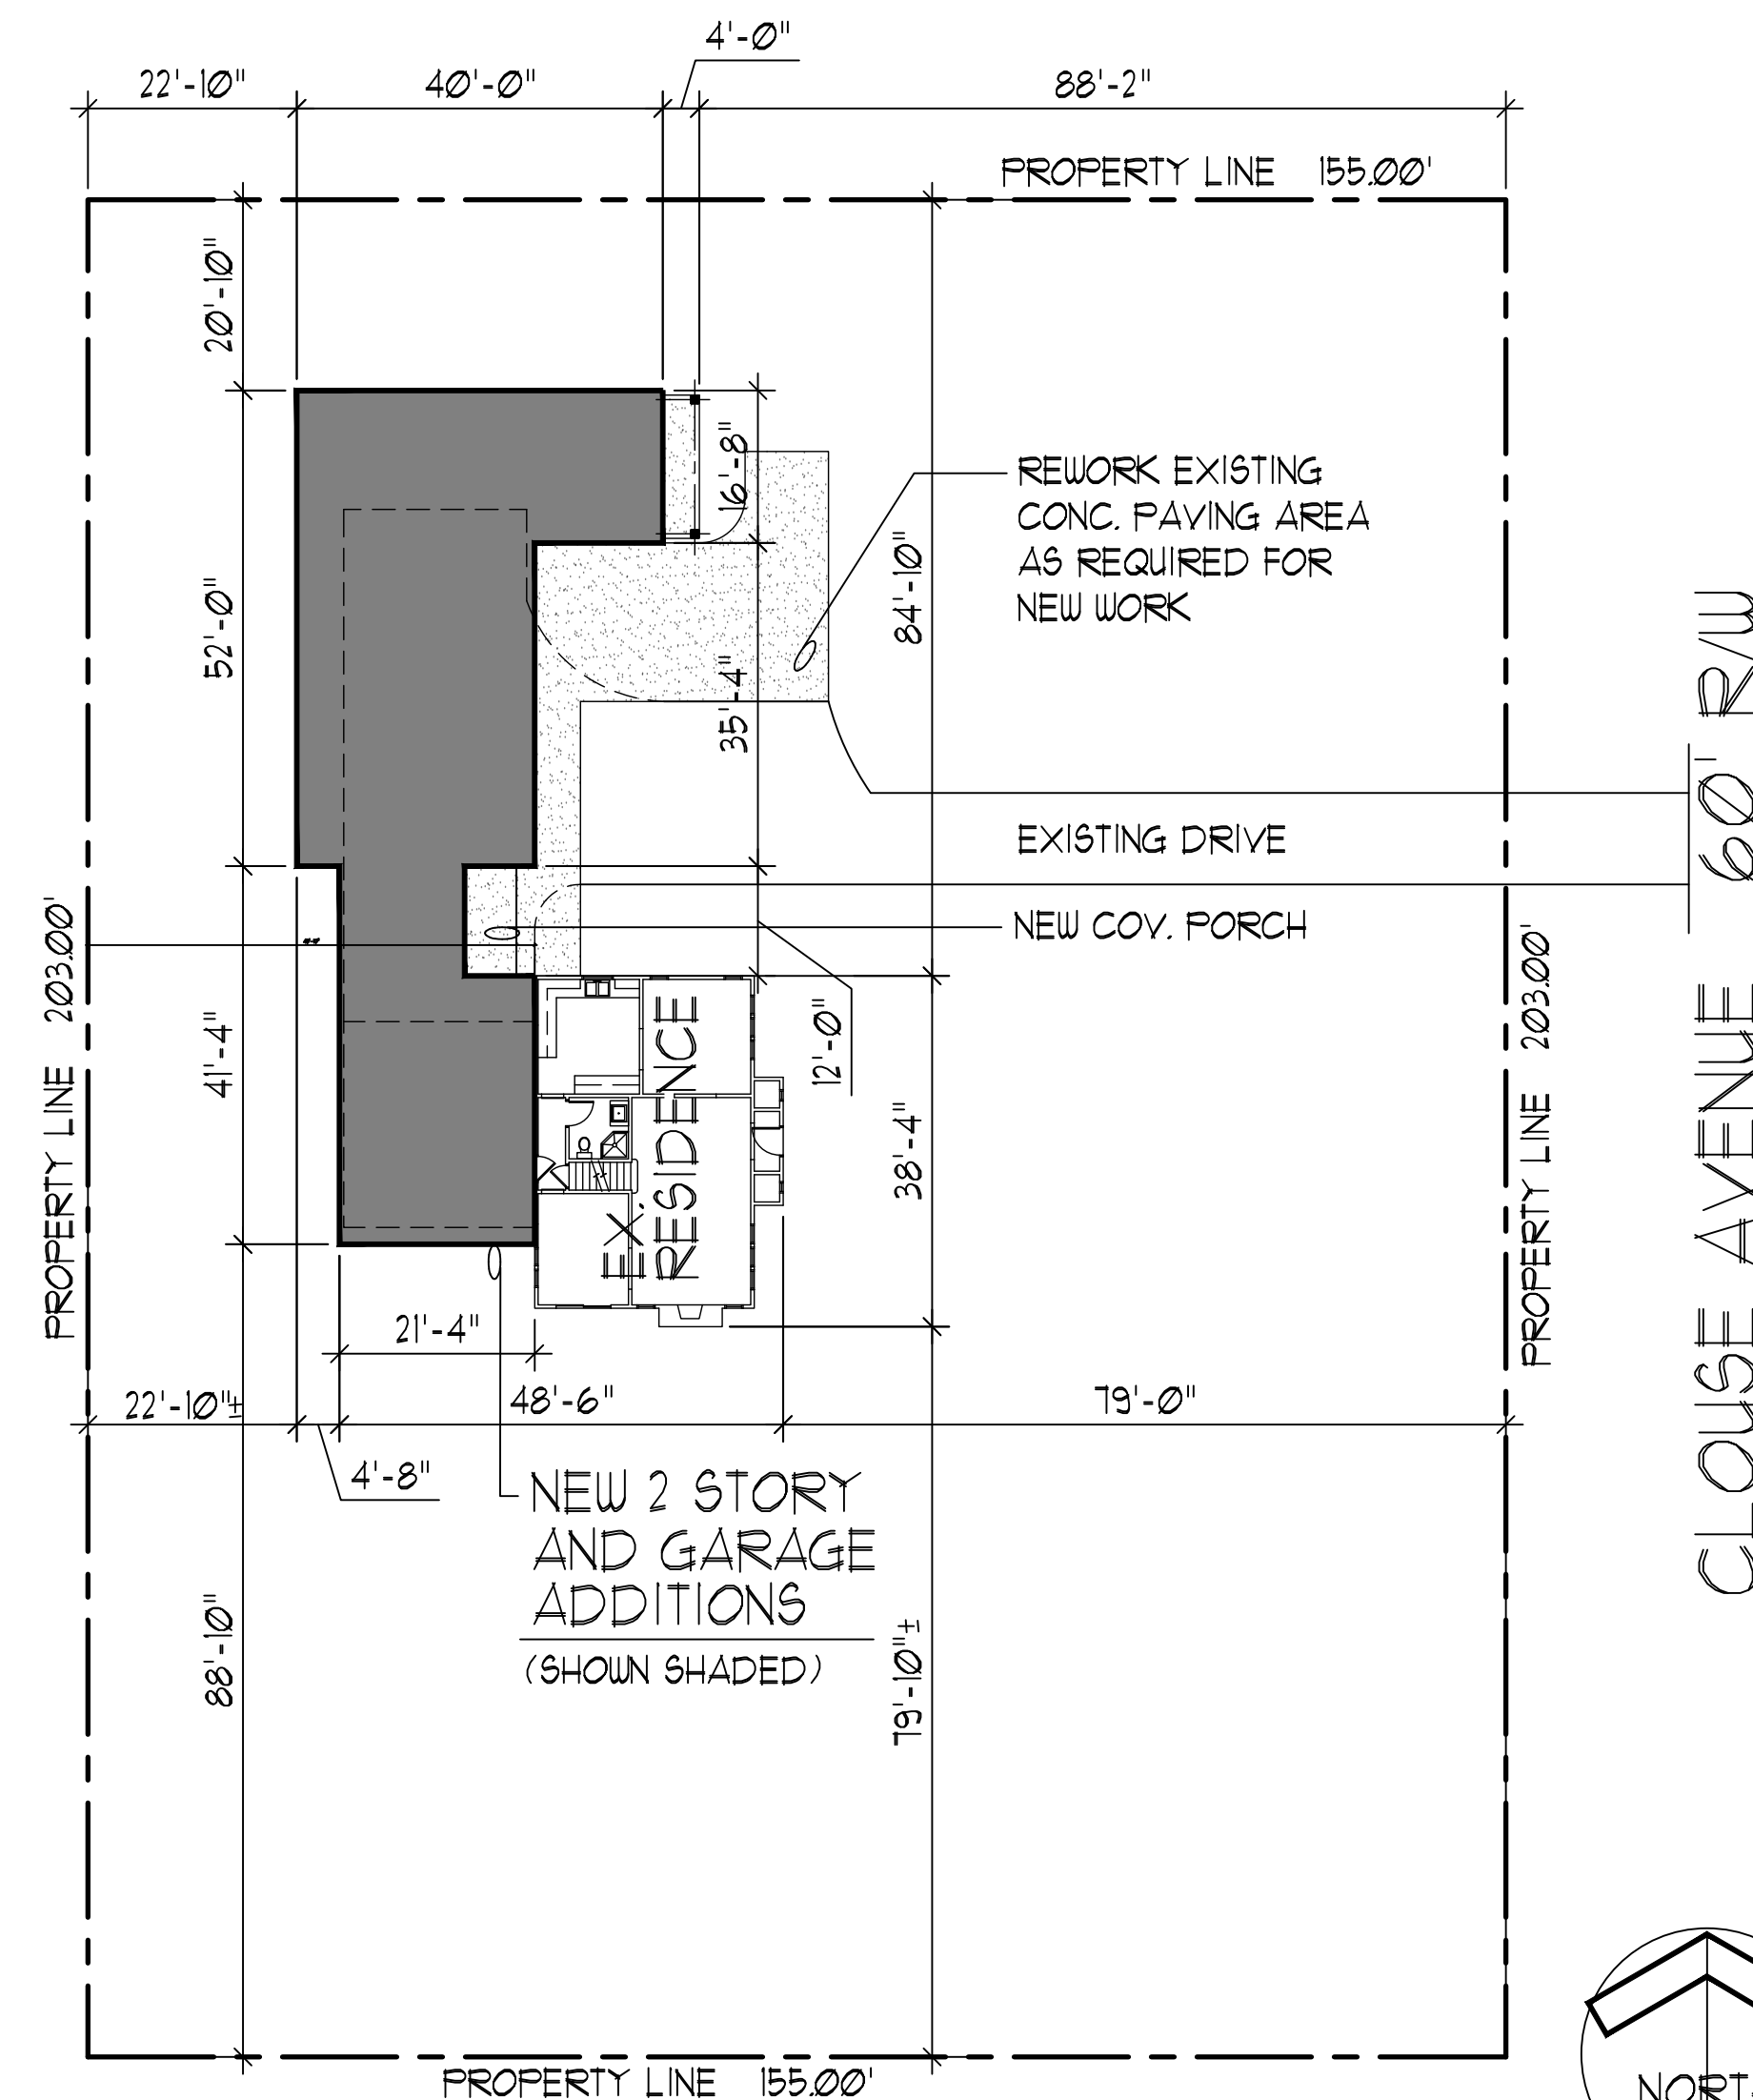 4'-0"
22'-10"
40'-0"
88'-2"
PROPERTY LINE 155.00'
20'-10"
16'-8"
REWORK EXISTING
CONC. PAVING AREA
AS REQUIRED FOR
NEW WORK
84'-10"
52'-0"
35'-4"
60' R/W
EXISTING DRIVE
NEW COV. PORCH
PROPERTY LINE 203.00'
41'-4"
12'-0"
EX.
RESIDENCE
38'-4"
PROPERTY LINE 203.00'
CLOUSE AVENUE
21'-4"
22'-10"±
48'-6"
79'-0"
4'-8"
NEW 2 STORY
AND GARAGE
ADDITIONS
(SHOWN SHADED)
88'-10"
79'-10"±
PROPERTY LINE 155.00'